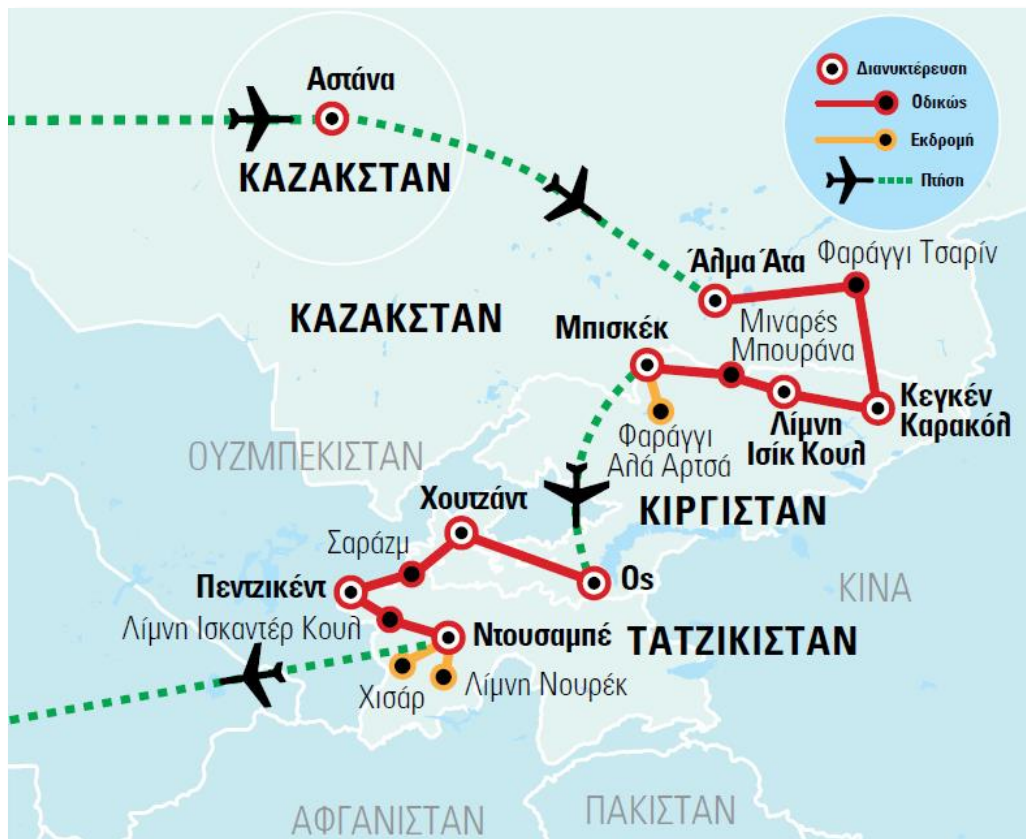 Αστάνα
ΚΑΖΑΚΣΤΑΝ
Διανυκτέρευση
Οδικώς
Εκδρομή
Πτήση
Άλμα Άτα
Φαράγγι Τσαρίν
ΚΑΖΑΚΣΤΑΝ
Μπισκέκ
Μιναρές
Μπουράνα
Κεγκέν
Καρακόλ
Λίμνη
Ισίκ Κουλ
Φαράγγι
Αλά Αρτσά
ΟΥΖΜΠΕΚΙΣΤΑΝ
ΚΙΡΓΙΣΤΑΝ
Χουτζάντ
Σαράζμ
Πεντζικέντ
Ος
ΚΙΝΑ
Λίμνη Ισκαντέρ Κουλ
Ντουσαμπέ
ΤΑΤΖΙΚΙΣΤΑΝ
Χισάρ
Λίμνη Νουρέκ
ΑΦΓΑΝΙΣΤΑΝ
ΠΑΚΙΣΤΑΝ